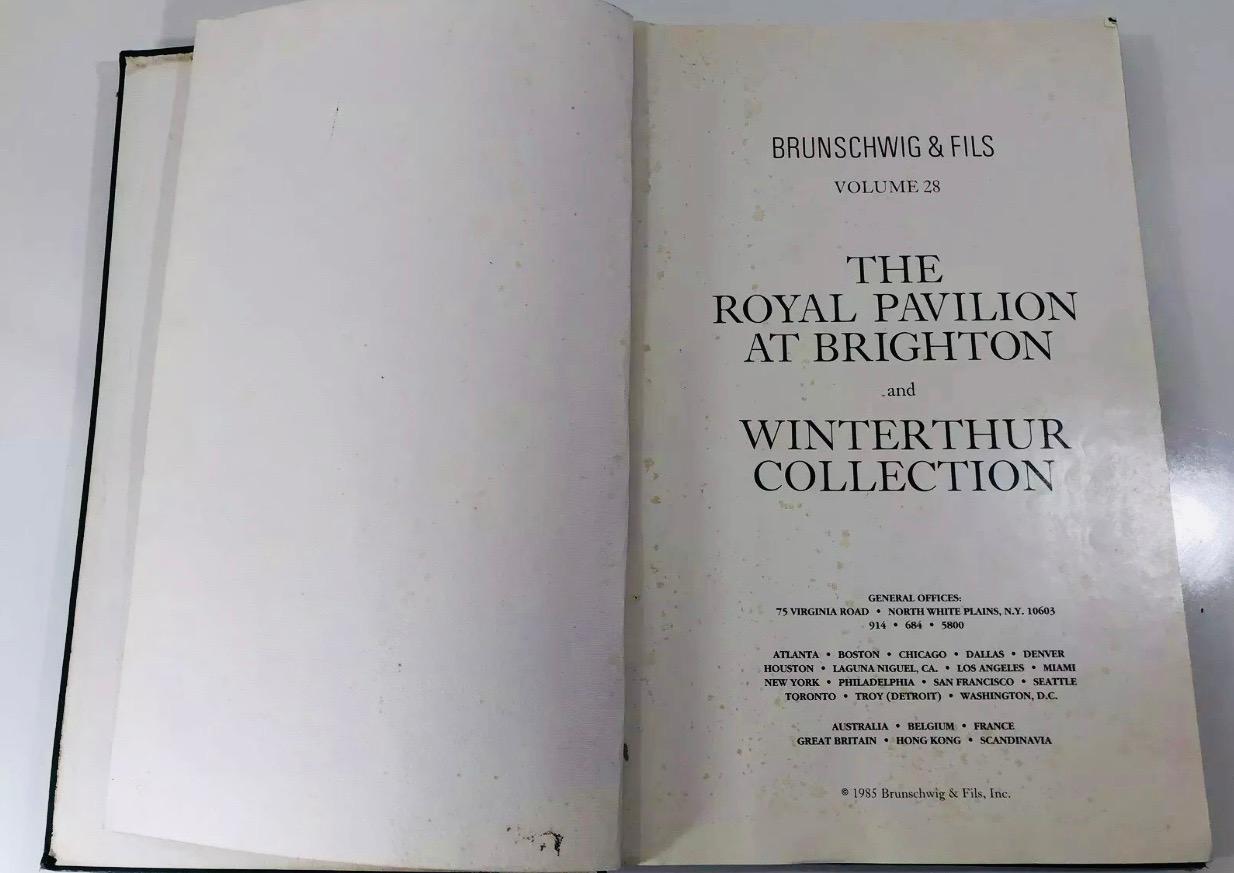 BRUNSCHWIG & FILS
VOLUME 28
THE
ROYAL PAVILION
AT BRIGHTON
and
WINTERTHUR
COLLECTION
GENERAL OFFICES:
75 VIRGINIA ROAD • NORTH WHITE PLAINS, N.Y. 10603
914 • 684 • 5800
ATLANTA • BOSTON • CHICAGO • DALLAS • DENVER
HOUSTON • LAGUNA NIGUEL, CA. • LOS ANGELES • MIAMI
NEW YORK • PHILADELPHIA • SAN FRANCISCO • SEATTLE
TORONTO • TROY (DETROIT) • WASHINGTON, D.C.
AUSTRALIA • BELGIUM • FRANCE
GREAT BRITAIN • HONG KONG • SCANDINAVIA
© 1985 Brunschwig & Fils, Inc.